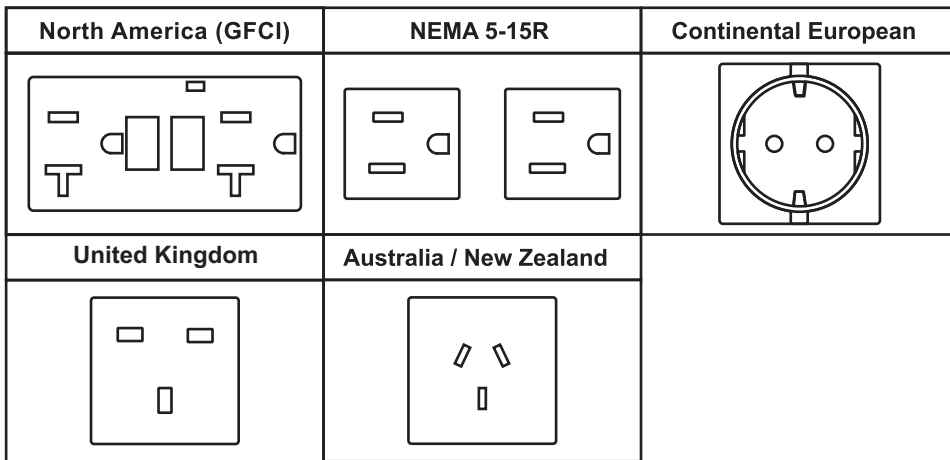 North America (GFCI)
NEMA 5-15R
Continental European
United Kingdom
Australia / New Zealand